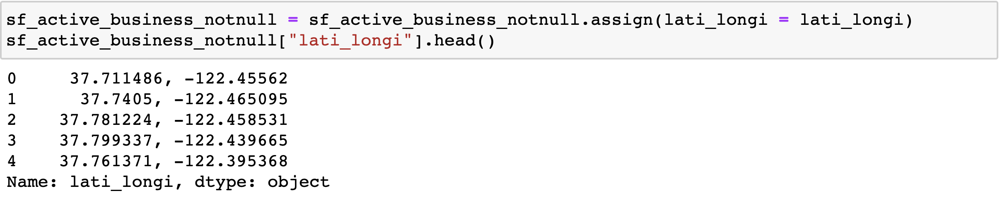 sf_active_business_notnull = sf_active_business_notnull.assign(lati_longi = lati_longi)
sf_active_business_notnull["lati_longi"].head()
0     37.711486, -122.45562
1      37.7405, -122.465095
2    37.781224, -122.458531
3    37.799337, -122.439665
4    37.761371, -122.395368
Name: lati_longi, dtype: object